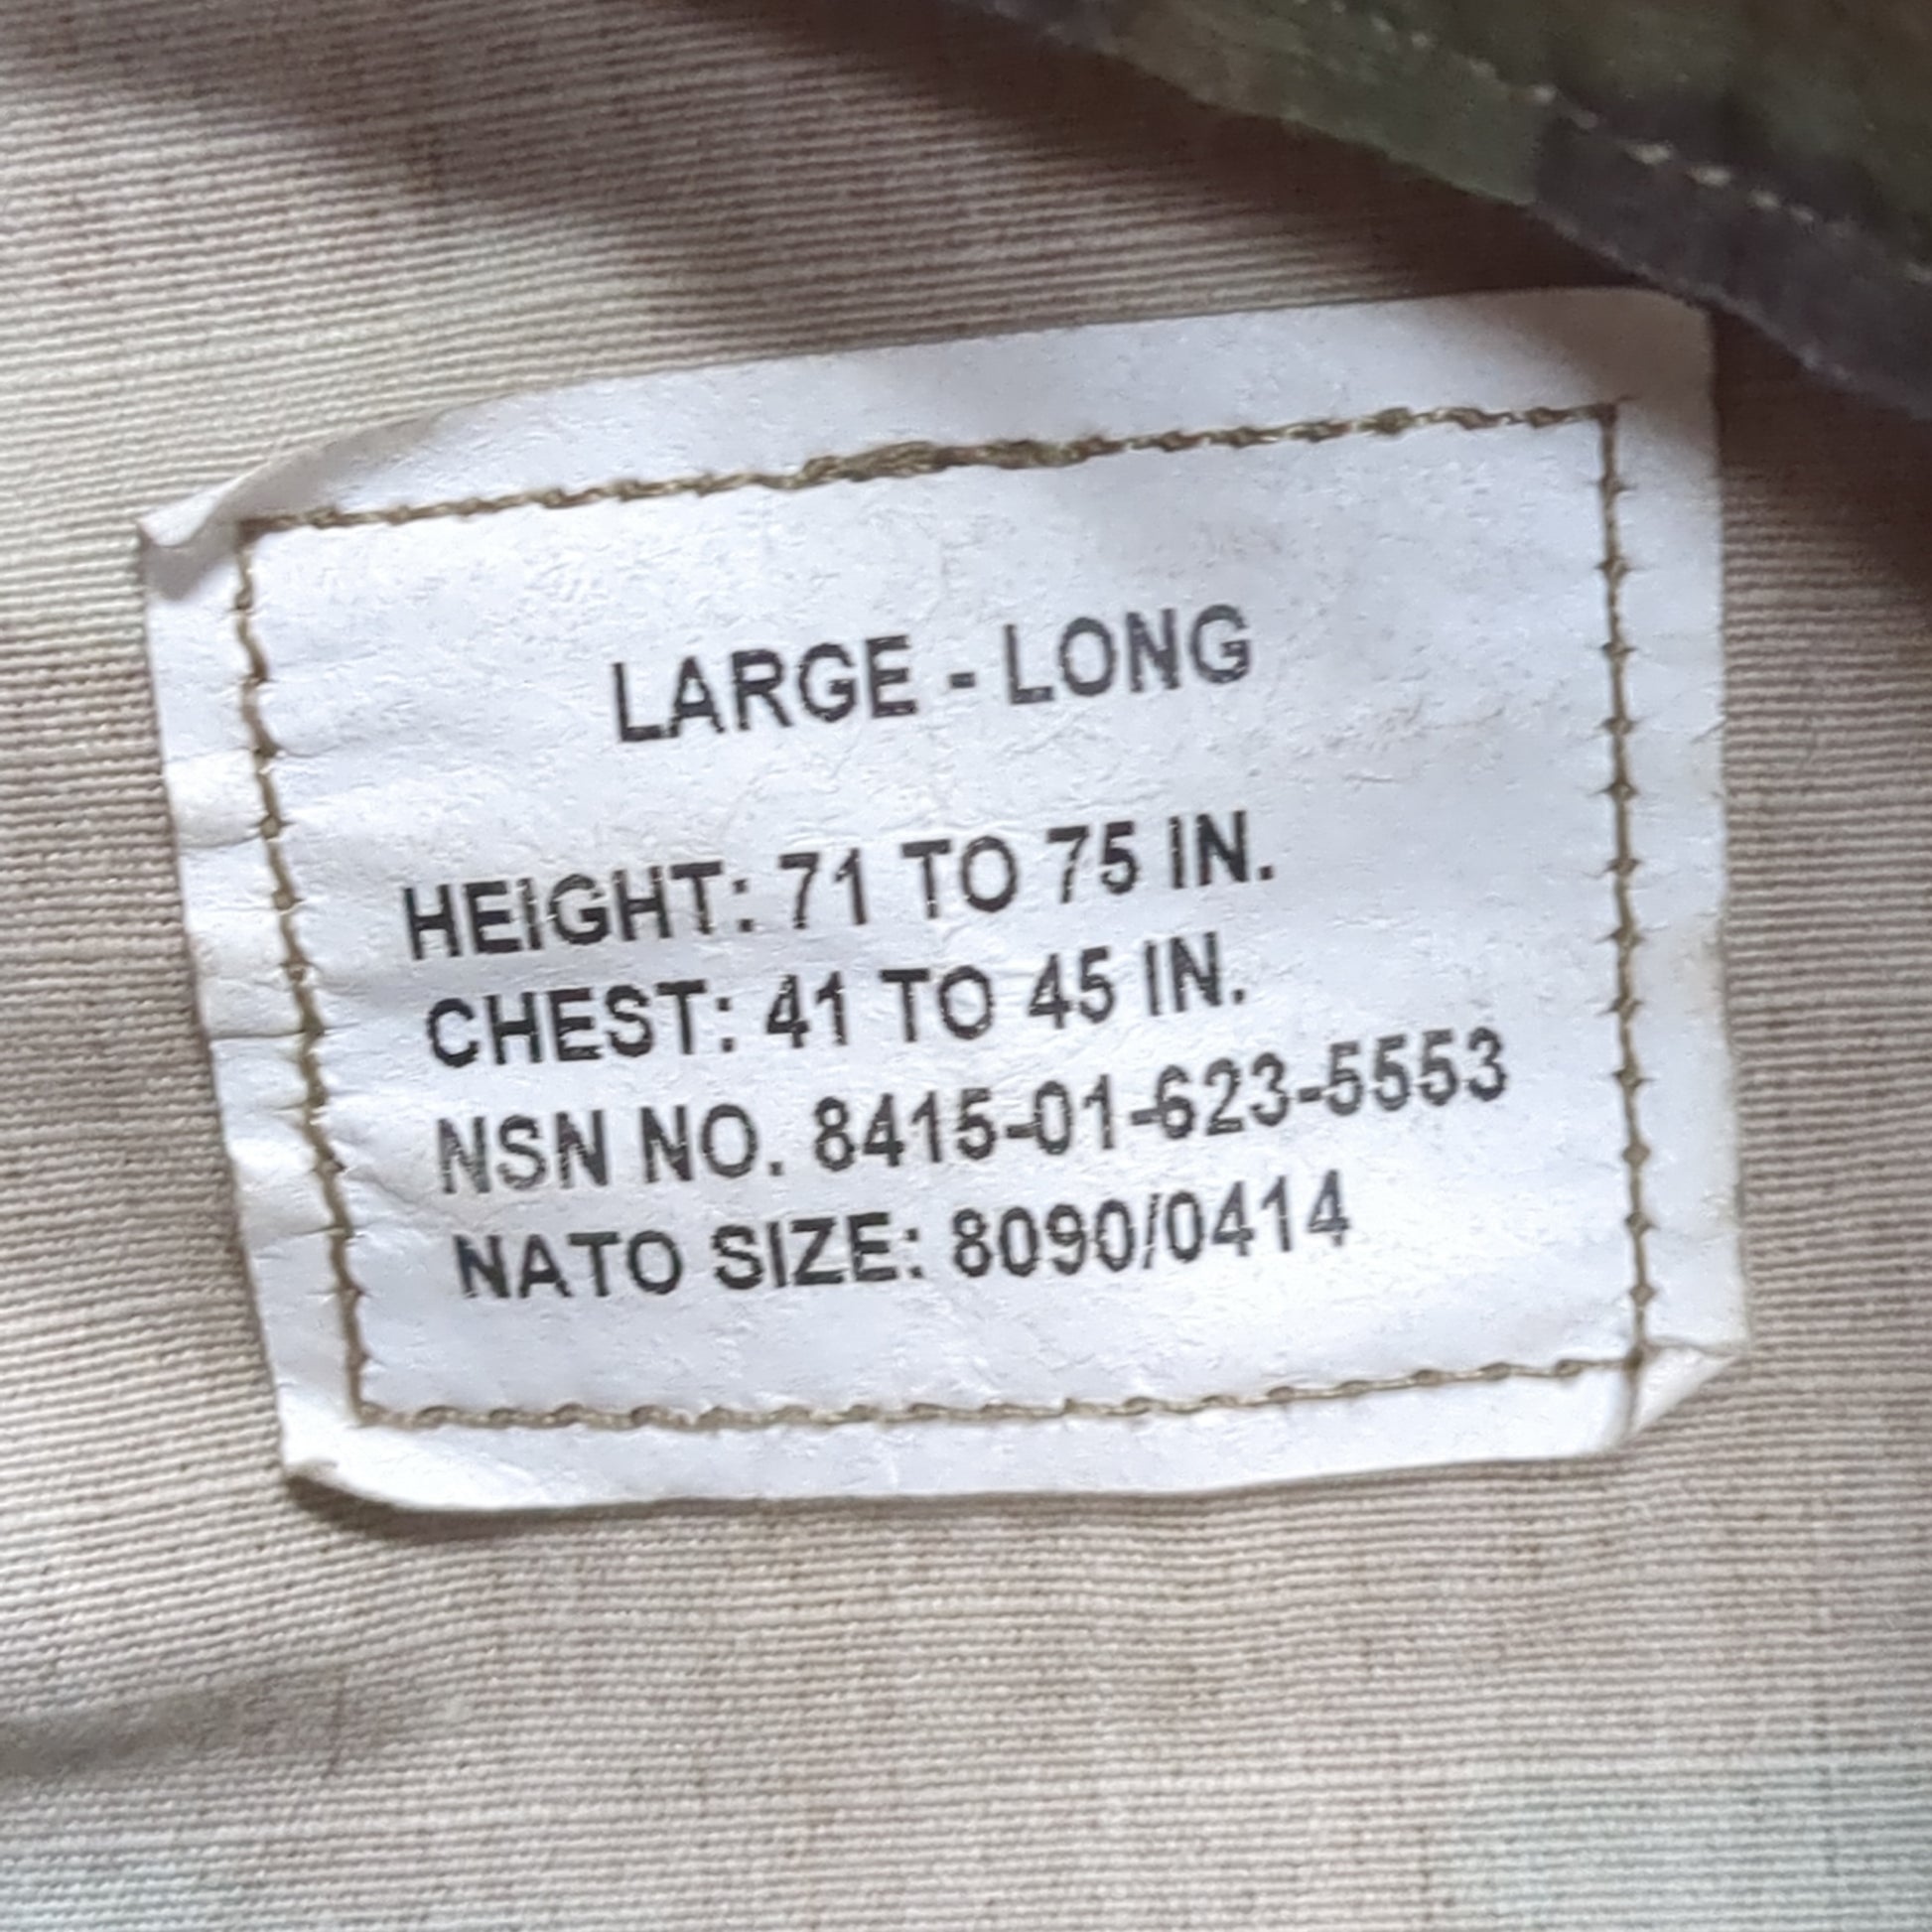 LARGE - LONG
HEIGHT: 71 TO 75 IN.
CHEST: 41 TO 45 IN.
NSN NO. 8415-01-623-5553
NATO SIZE: 8090/0414